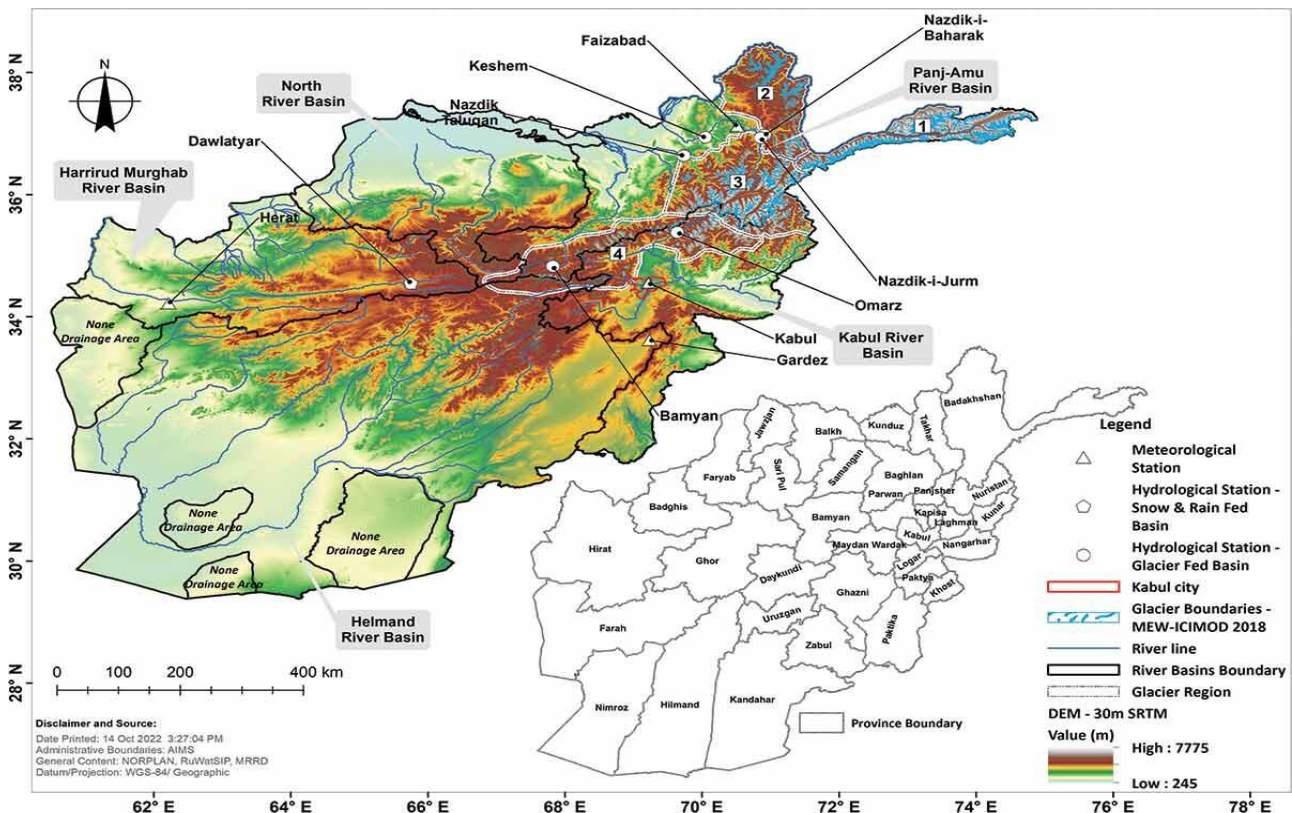 Nazdik-i-
Baharak
Faizabad
Keshem
North
River Basin
Panj-Amu
River Basin
Nazdik
Taluqan
Dawlatyar
Harrirud Murghab
River Basin
Herat
1
2
3
4
Nazdik-i-Jurm
Omarz
Kabul
Kabul River
Basin
Gardez
Bamyan
None
Drainage Area
None
Drainage Area
None
Drainage Area
None
Drainage Area
Helmand
River Basin
N
38° N
36° N
34° N
32° N
30° N
28° N
0 100 200 400 km
Disclaimer and Source:
Date Printed: 14 Oct 2022 3:27:04 PM
Administrative Boundaries: AIMS
General Content: NORPLAN, RuWatSIP, MRRD
Datum/Projection: WGS-84/ Geographic
62° E 64° E 66° E 68° E 70° E 72° E 74° E 76° E 78° E
Badakhshan
Jawzjan
Balkh
Kunduz
Takhar
Faryab
Sari Pul
Samangan
Baghlan
Badghis
Parwan
Panjsher
Nuristan
Bamyan
Kapisa
Laghman
Kunar
Hirat
Ghor
Maydan Wardak
Kabul
Nangarhar
Logar
Daykundi
Paktya
Khost
Ghazni
Uruzgan
Farah
Paktika
Zabul
Nimroz
Hilmand
Kandahar
Province Boundary
Legend
Meteorological
Station
Hydrological Station -
Snow & Rain Fed
Basin
Hydrological Station -
Glacier Fed Basin
Kabul city
Glacier Boundaries -
MEW-ICIMOD 2018
River line
River Basins Boundary
Glacier Region
DEM - 30m SRTM
Value (m)
High : 7775
Low : 245